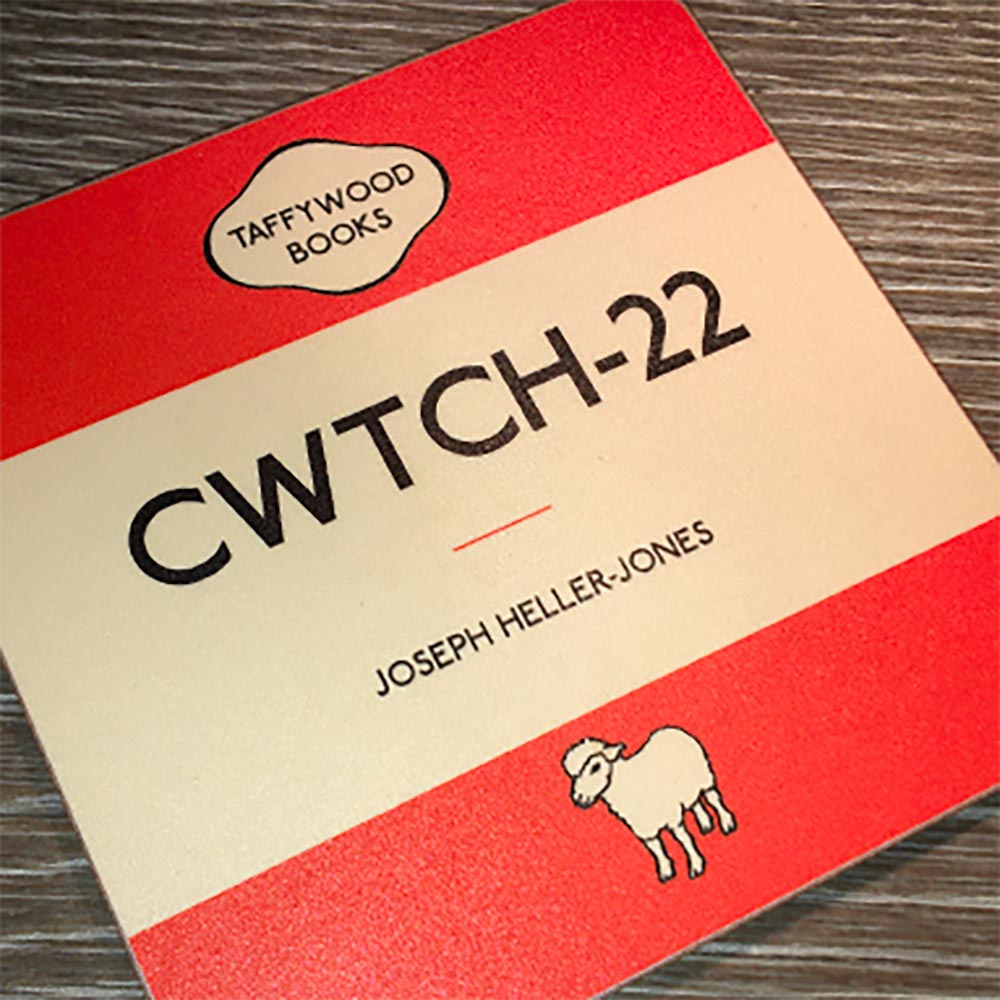 TAFFYWOOD
BOOKS
CWTCH-22
JOSEPH HELLER-JONES